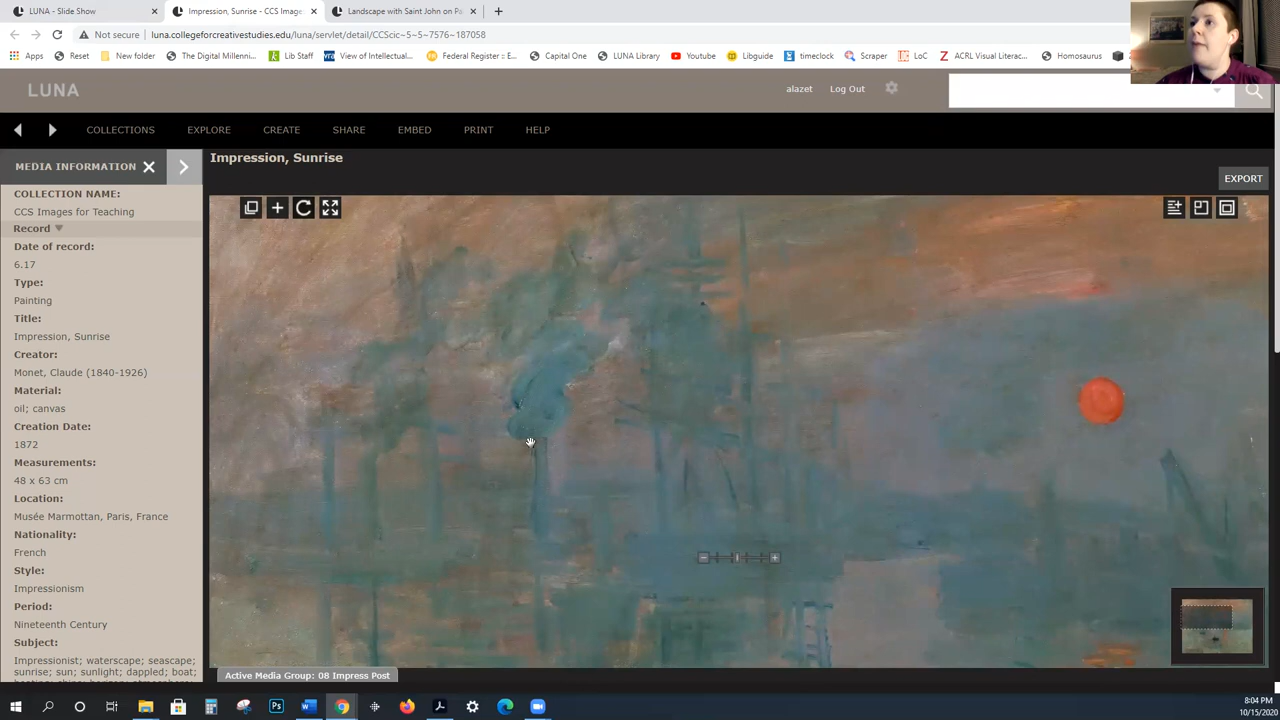 LUNA - Slide Show
Impression, Sunrise - CCS Image
Landscape with Saint John on Pa
Not secure
luna.collegeforcreativestudies.edu/luna/servlet/detail/CCScic~5~5~7576~187058
Apps
Reset
New folder
The Digital Millenni...
Lib Staff
View of Intellectual...
Federal Register :: E...
Capital One
LUNA Library
Youtube
Libguide
timeclock
Scraper
LoC
ACRL Visual Literac...
Homosaurus
LUNA
alazet
Log Out
COLLECTIONS
EXPLORE
CREATE
SHARE
EMBED
PRINT
HELP
MEDIA INFORMATION
Impression, Sunrise
EXPORT
COLLECTION NAME:
CCS Images for Teaching
Record
Date of record:
6.17
Type:
Painting
Title:
Impression, Sunrise
Creator:
Monet, Claude (1840-1926)
Material:
oil; canvas
Creation Date:
1872
Measurements:
48 x 63 cm
Location:
Musée Marmottan, Paris, France
Nationality:
French
Style:
Impressionism
Period:
Nineteenth Century
Subject:
Impressionist; waterscape; seascape;
sunrise; sun; sunlight; dappled; boat;
Active Media Group: 08 Impress Post
8:04 PM
10/15/2020